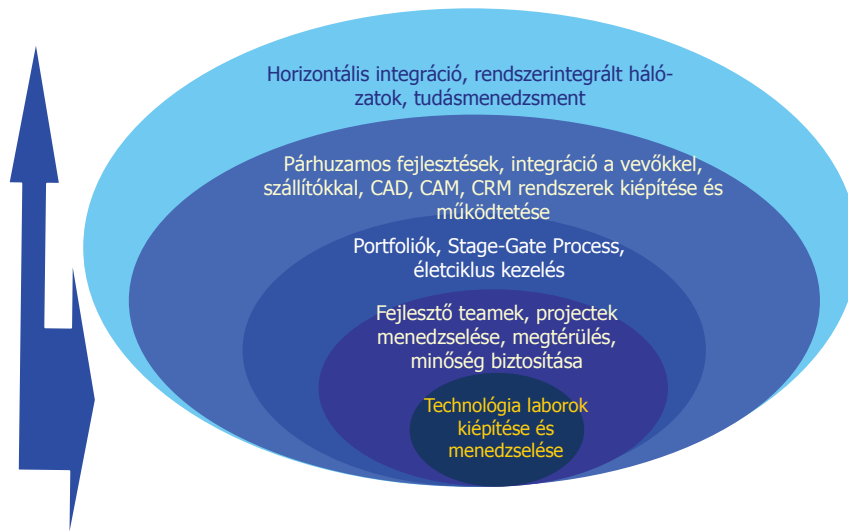 Horizontális integráció, rendszerintegrált háló-
zatok, tudásmenedzsment
Párhuzamos fejlesztések, integráció a vevőkkel,
szállítókkal, CAD, CAM, CRM rendszerek kiépítése és
működtetése
Portfoliók, Stage-Gate Process,
életciklus kezelés
Fejlesztő teamek, projectek
menedzselése, megtérülés,
minőség biztosítása
Technológia laborok
kiépítése és
menedzselése